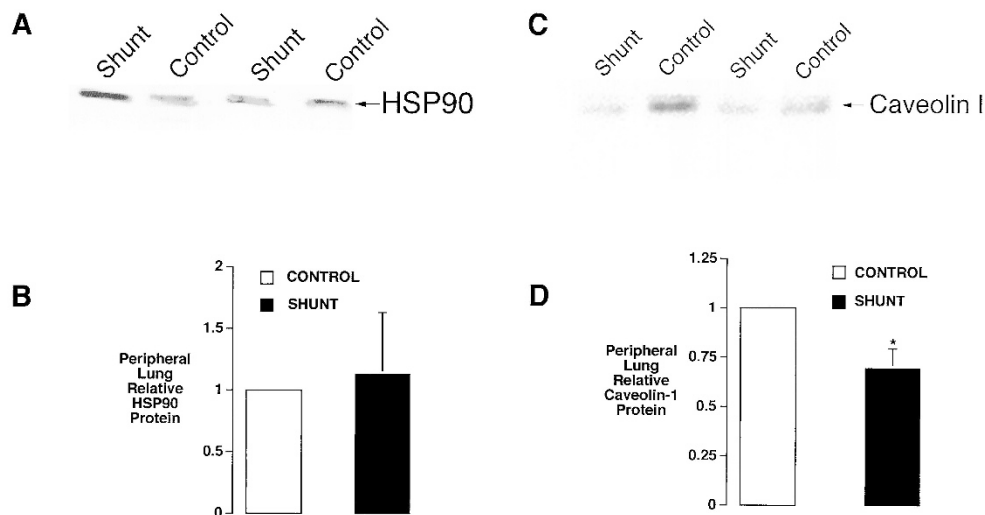 A
Shunt
Control
Shunt
Control
HSP90
C
Shunt
Control
Shunt
Control
Caveolin I
B
2
1.5
1
0.5
0
CONTROL
SHUNT
Peripheral
Lung
Relative
HSP90
Protein
D
1.25
1
0.75
0.5
0.25
0
CONTROL
SHUNT
*
Peripheral
Lung
Relative
Caveolin-1
Protein